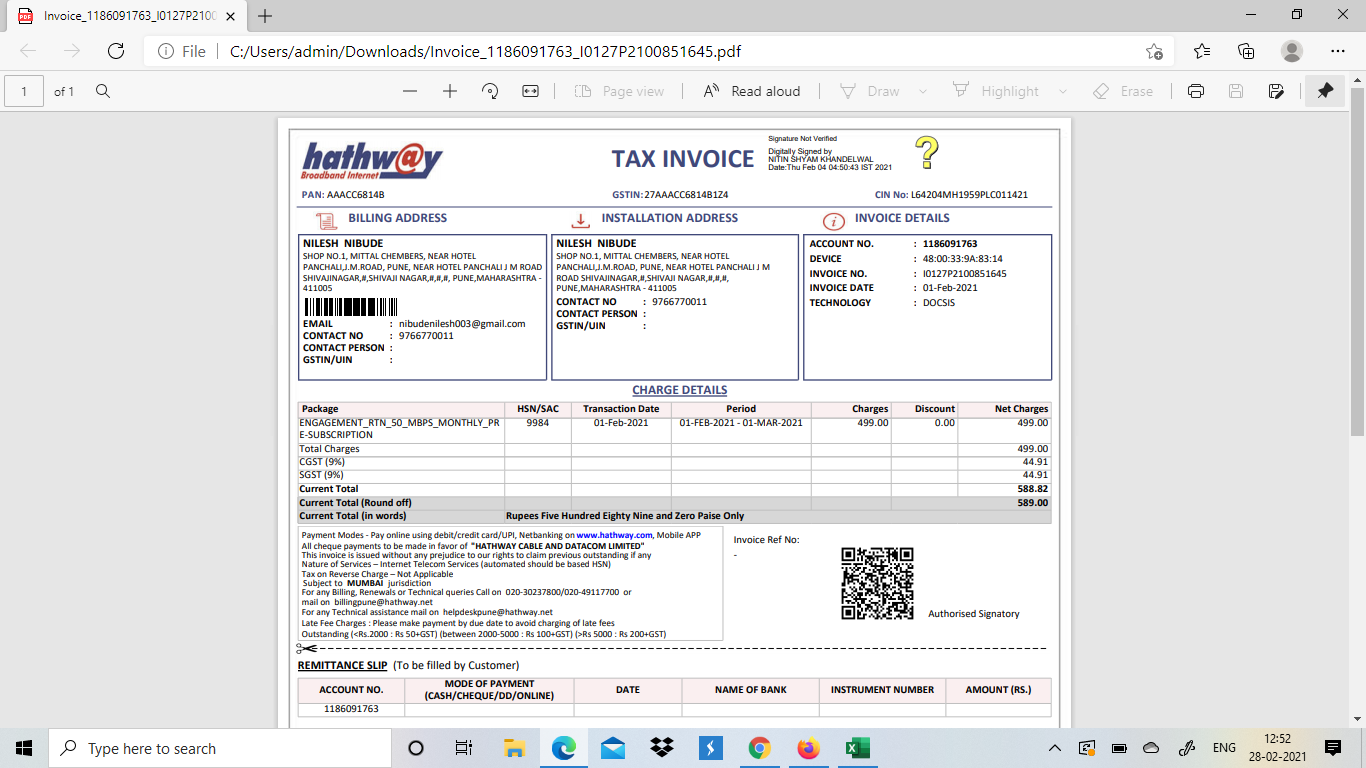 Invoice_1186091763_I0127P2100
File
C:/Users/admin/Downloads/Invoice_1186091763_I0127P2100851645.pdf
1 of 1
Page view
Read aloud
Draw
Highlight
Erase
hathw@y
Broadband Internet
TAX INVOICE
Signature Not Verified
Digitally Signed by
NITIN SHYAM KHANDELWAL
Date:Thu Feb 04 04:50:43 IST 2021
?
PAN: AAACC6814B
GSTIN:27AAACC6814B1Z4
CIN No: L64204MH1959PLC011421
BILLING ADDRESS
INSTALLATION ADDRESS
INVOICE DETAILS
NILESH NIBUDE
SHOP NO.1, MITTAL CHEMBERS, NEAR HOTEL
PANCHALI,J.M.ROAD, PUNE, NEAR HOTEL PANCHALI J M ROAD
SHIVAJINAGAR,#,SHIVAJI NAGAR,#,#,#, PUNE,MAHARASHTRA -
411005
EMAIL : nibudenilesh003@gmail.com
CONTACT NO : 9766770011
CONTACT PERSON :
GSTIN/UIN :
NILESH NIBUDE
SHOP NO.1, MITTAL CHEMBERS, NEAR HOTEL
PANCHALI,J.M.ROAD, PUNE, NEAR HOTEL PANCHALI J M
ROAD SHIVAJINAGAR,#,SHIVAJI NAGAR,#,#,#,
PUNE,MAHARASHTRA - 411005
CONTACT NO : 9766770011
CONTACT PERSON :
GSTIN/UIN :
ACCOUNT NO. : 1186091763
DEVICE : 48:00:33:9A:83:14
INVOICE NO. : I0127P2100851645
INVOICE DATE : 01-Feb-2021
TECHNOLOGY : DOCSIS
CHARGE DETAILS
Package HSN/SAC Transaction Date Period Charges Discount Net Charges
ENGAGEMENT_RTN_50_MBPS_MONTHLY_PR 9984 01-Feb-2021 01-FEB-2021 - 01-MAR-2021 499.00 0.00 499.00
E-SUBSCRIPTION
Total Charges 499.00
CGST (9%) 44.91
SGST (9%) 44.91
Current Total 588.82
Current Total (Round off) 589.00
Current Total (in words) Rupees Five Hundred Eighty Nine and Zero Paise Only
Payment Modes - Pay online using debit/credit card/UPI, Netbanking on www.hathway.com, Mobile APP
All cheque payments to be made in favor of "HATHWAY CABLE AND DATACOM LIMITED"
This invoice is issued without any prejudice to our rights to claim previous outstanding if any
Nature of Services – Internet Telecom Services (automated should be based HSN)
Tax on Reverse Charge – Not Applicable
Subject to MUMBAI jurisdiction
For any Billing, Renewals or Technical queries Call on 020-30237800/020-49117700 or
mail on billingpune@hathway.net
For any Technical assistance mail on helpdeskpune@hathway.net
Late Fee Charges : Please make payment by due date to avoid charging of late fees
Outstanding (<Rs.2000 : Rs 50+GST) (between 2000-5000 : Rs 100+GST) (>Rs 5000 : Rs 200+GST)
Invoice Ref No:
-
Authorised Signatory
REMITTANCE SLIP (To be filled by Customer)
ACCOUNT NO. MODE OF PAYMENT (CASH/CHEQUE/DD/ONLINE) DATE NAME OF BANK INSTRUMENT NUMBER AMOUNT (RS.)
1186091763
Type here to search
ENG
12:52
28-02-2021